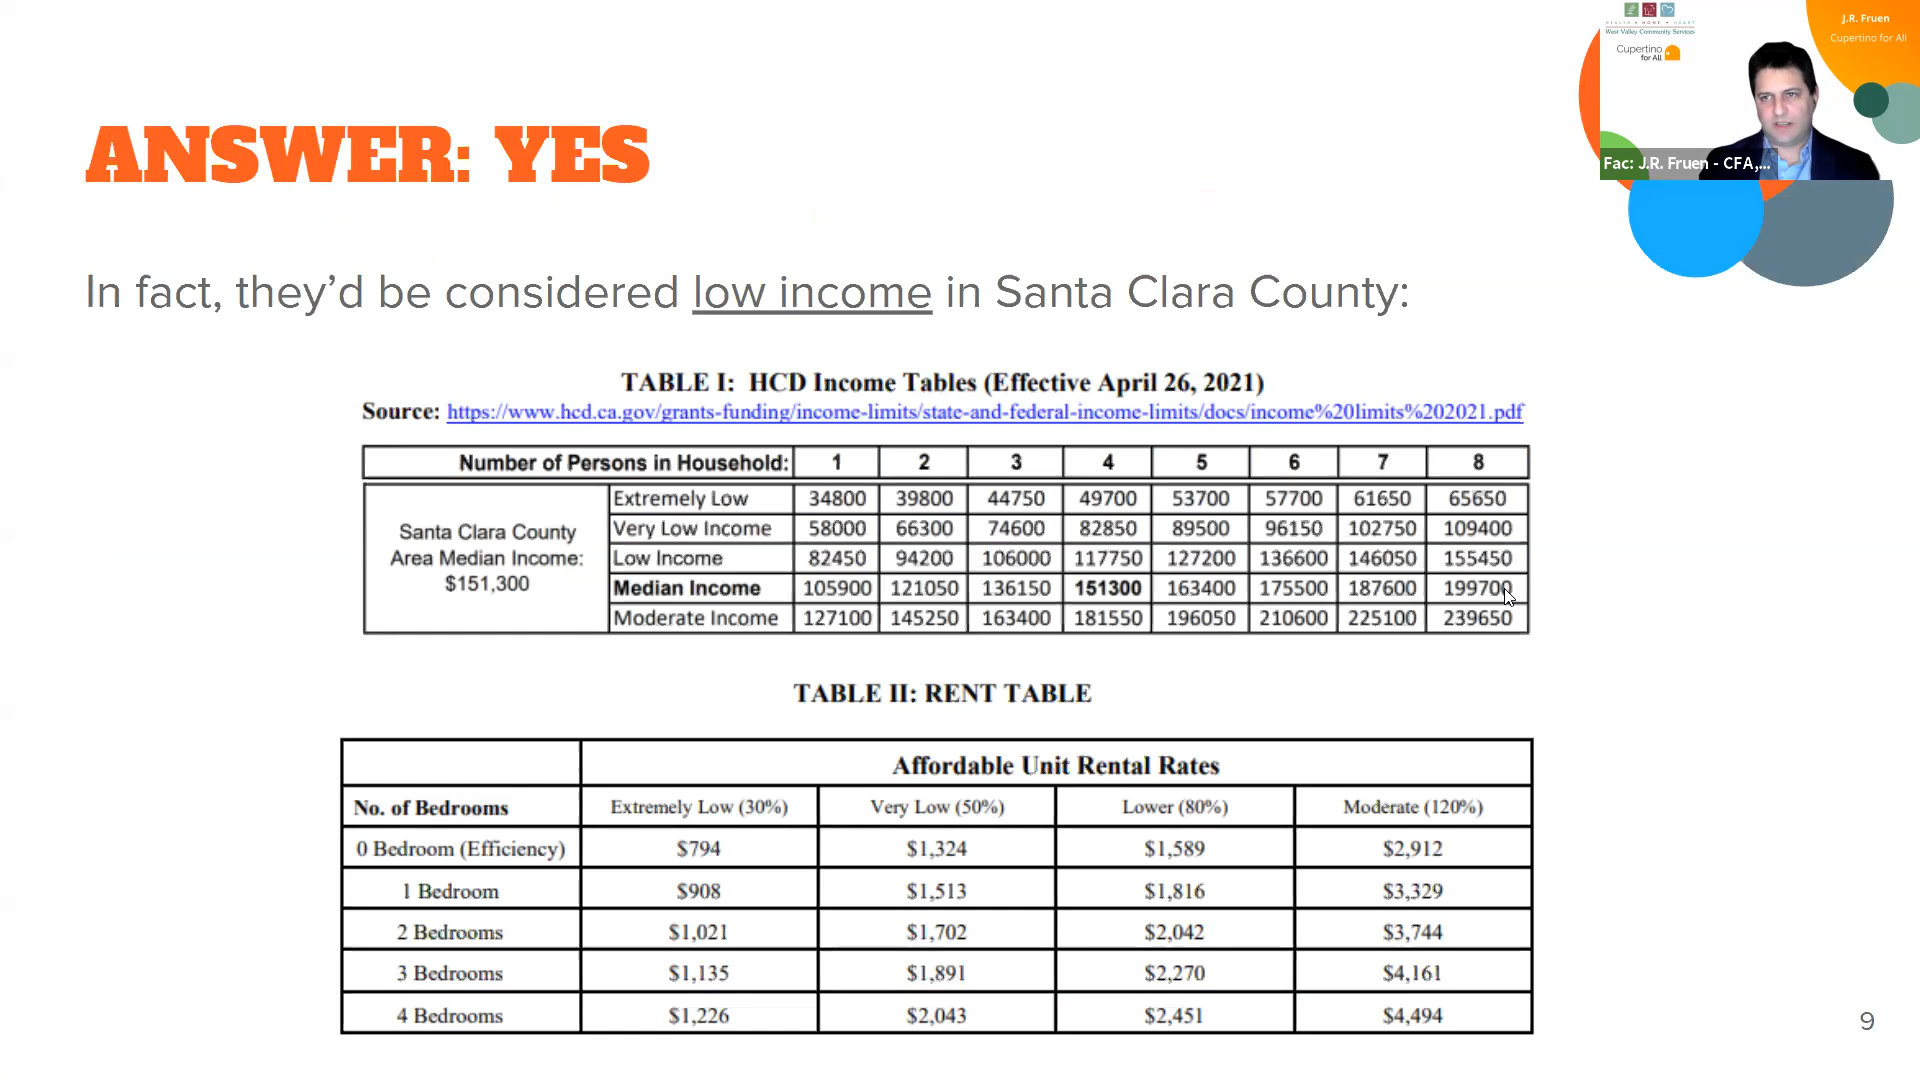 HEALTH • HOME • HEART
West Valley Community Services
Cupertino
for All
J.R. Fruen
Cupertino for All
Fac: J.R. Fruen - CFA,...
ANSWER: YES
In fact, they’d be considered low income in Santa Clara County:
TABLE I: HCD Income Tables (Effective April 26, 2021)
Source: https://www.hcd.ca.gov/grants-funding/income-limits/state-and-federal-income-limits/docs/income%20limits%202021.pdf
Number of Persons in Household: 1 2 3 4 5 6 7 8
Santa Clara County
Area Median Income:
$151,300
Extremely Low 34800 39800 44750 49700 53700 57700 61650 65650
Very Low Income 58000 66300 74600 82850 89500 96150 102750 109400
Low Income 82450 94200 106000 117750 127200 136600 146050 155450
Median Income 105900 121050 136150 151300 163400 175500 187600 199700
Moderate Income 127100 145250 163400 181550 196050 210600 225100 239650
TABLE II: RENT TABLE
Affordable Unit Rental Rates
No. of Bedrooms Extremely Low (30%) Very Low (50%) Lower (80%) Moderate (120%)
0 Bedroom (Efficiency) $794 $1,324 $1,589 $2,912
1 Bedroom $908 $1,513 $1,816 $3,329
2 Bedrooms $1,021 $1,702 $2,042 $3,744
3 Bedrooms $1,135 $1,891 $2,270 $4,161
4 Bedrooms $1,226 $2,043 $2,451 $4,494
9